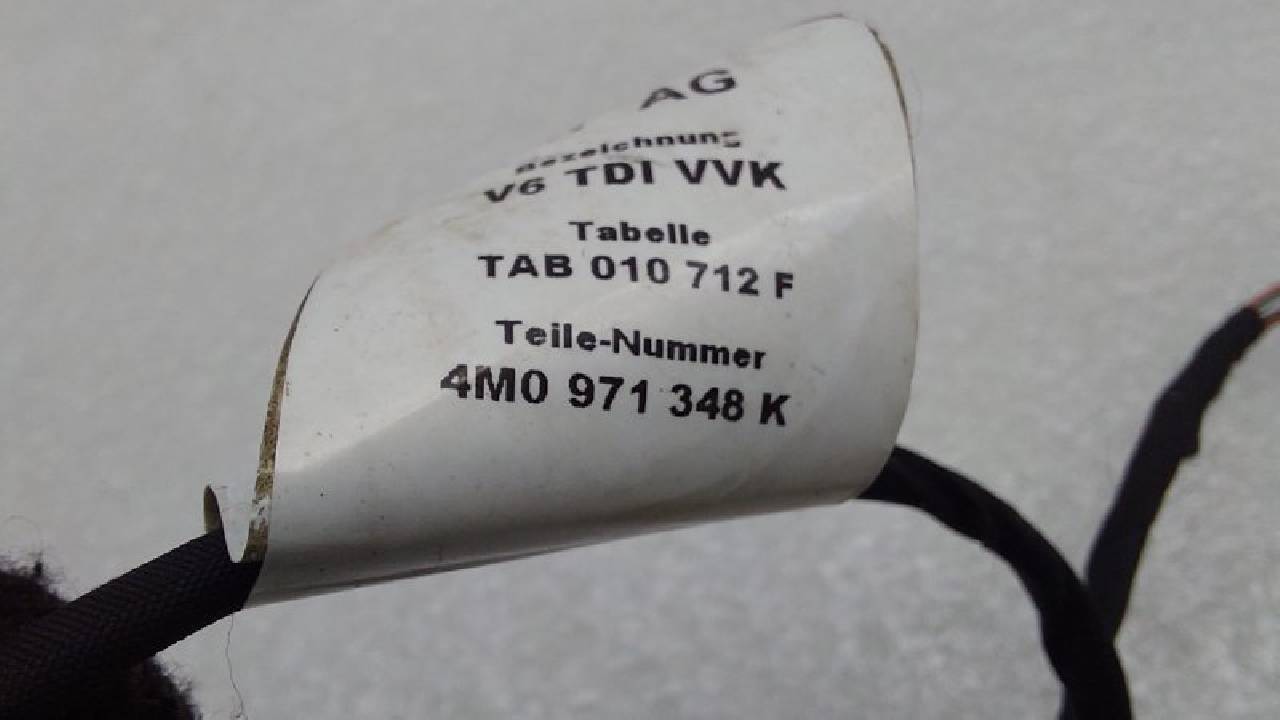 AG
Bezeichnung
V6 TDI VVK
Tabelle
TAB 010 712 F
Teile-Nummer
4M0 971 348 K